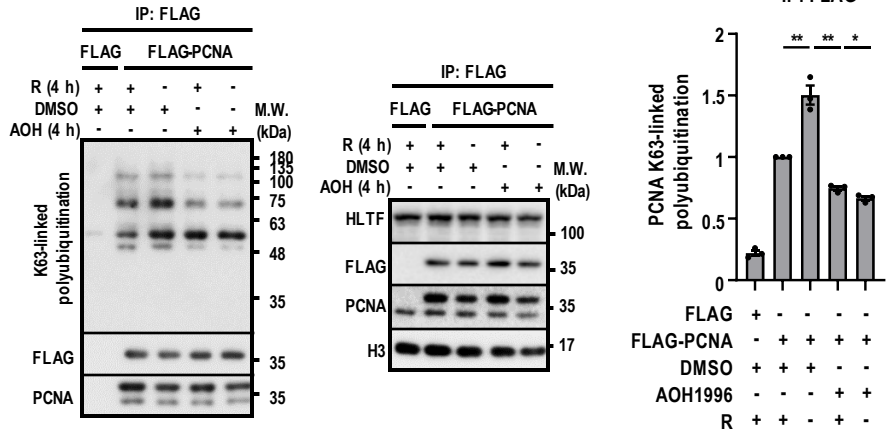 IP: FLAG
FLAG FLAG-PCNA
R (4 h) + + - + -
DMSO + + + - -
AOH (4 h) - - - + +
M.W.
(kDa)
K63-linked
polyubiquitination
180
135
100
75
63
48
35
FLAG
35
PCNA
35
IP: FLAG
FLAG FLAG-PCNA
R (4 h) + + - + -
DMSO + + + - -
AOH (4 h) - - - + +
M.W.
(kDa)
HLTF
100
FLAG
35
PCNA
35
H3
17
PCNA K63-linked
polyubiquitination
2
1.5
1
0.5
0
** ** *
FLAG + - - - -
FLAG-PCNA - + + + +
DMSO + + + - -
AOH1996 - - - + +
R + + - + -